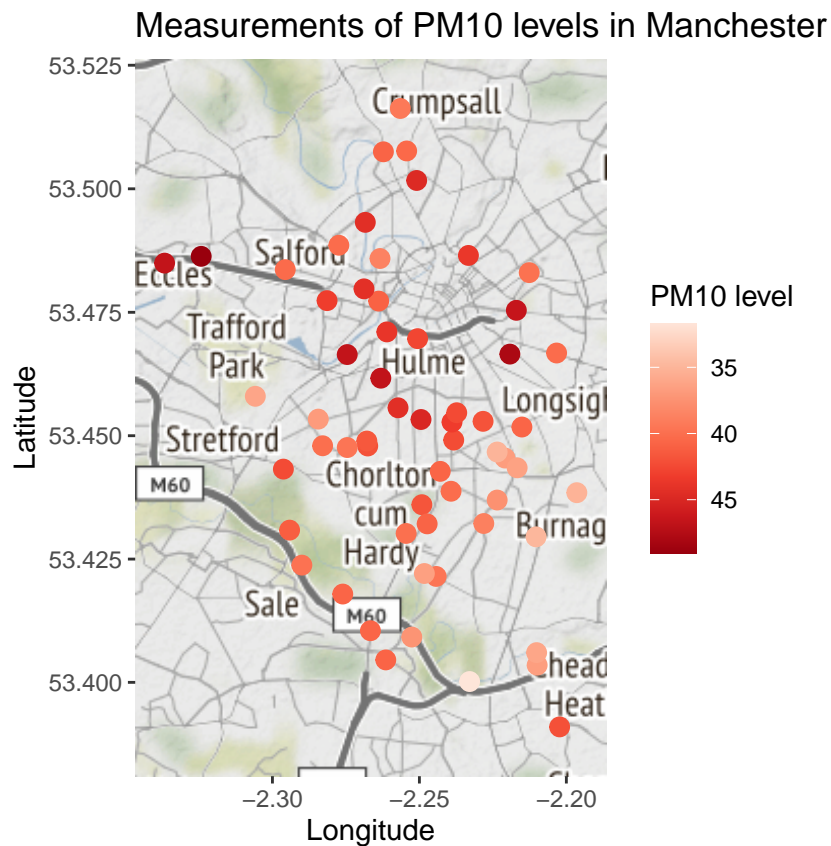 Measurements of PM10 levels in Manchester
53.525
53.500
53.475
53.450
53.425
53.400
Latitude
Crumpsall
Salford
Eccles
Trafford
Park
Hulme
Longsigh
Stretford
M60
Chorlton
cum
Hardy
Burnag
Sale
M60
head
Heat
−2.30
−2.25
−2.20
Longitude
PM10 level
35
40
45